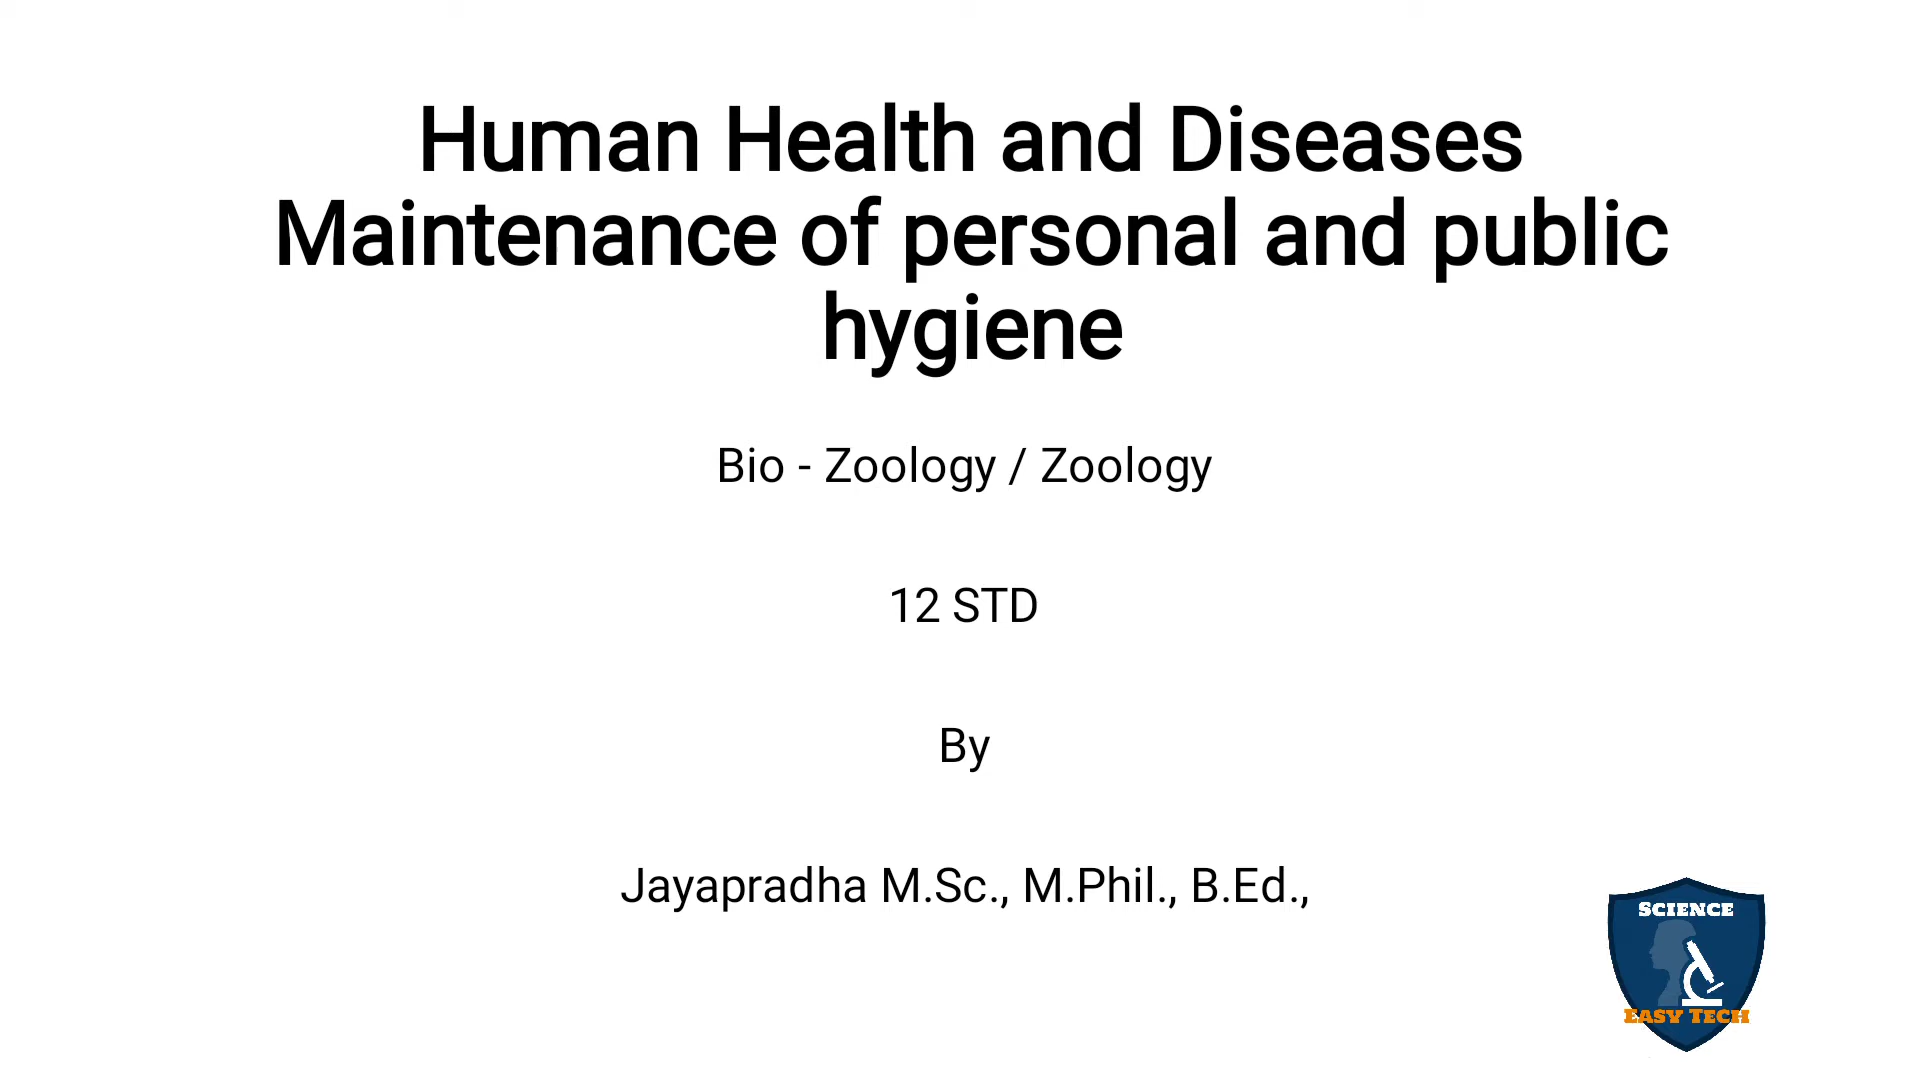 Human Health and Diseases
Maintenance of personal and public
hygiene
Bio - Zoology / Zoology
12 STD
By
Jayapradha M.Sc., M.Phil., B.Ed.,
SCIENCE
EASY TECH